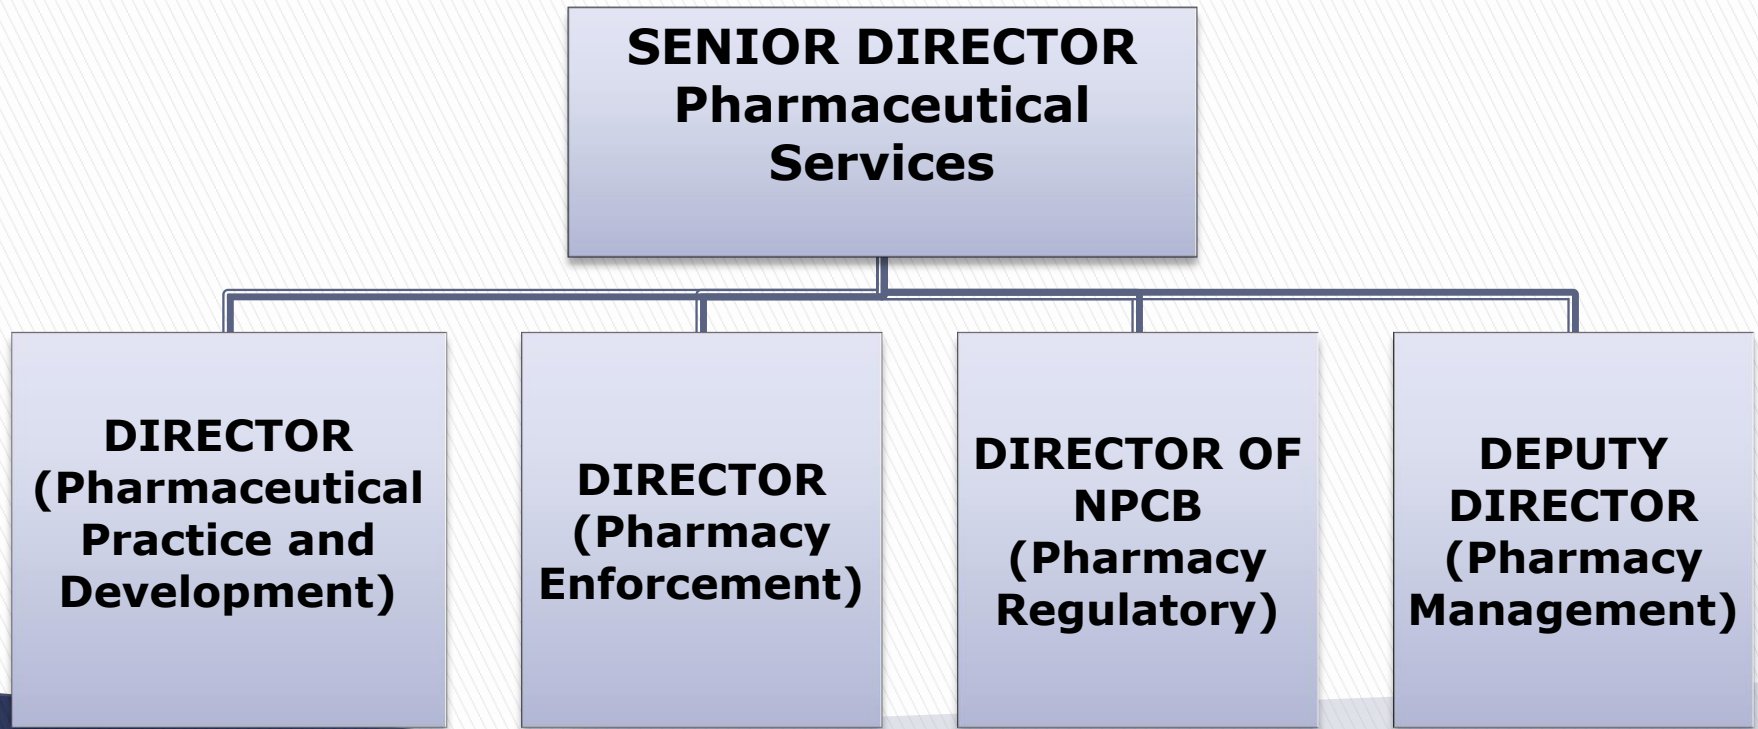 SENIOR DIRECTOR
Pharmaceutical
Services
DIRECTOR
(Pharmaceutical
Practice and
Development)
DIRECTOR
(Pharmacy
Enforcement)
DIRECTOR OF
NPCB
(Pharmacy
Regulatory)
DEPUTY
DIRECTOR
(Pharmacy
Management)